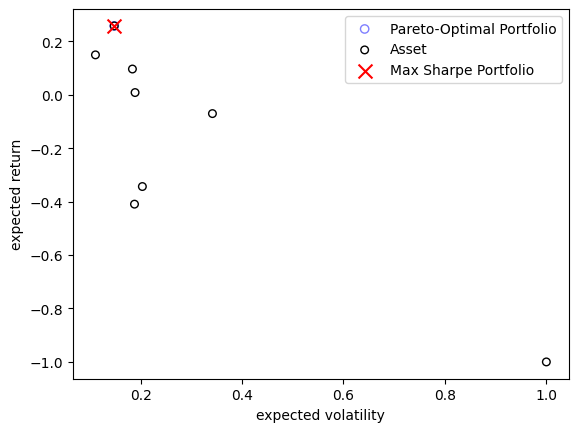 Pareto-Optimal Portfolio
Asset
Max Sharpe Portfolio
expected return
0.2
0.0
−0.2
−0.4
−0.6
−0.8
−1.0
0.2
0.4
0.6
0.8
1.0
expected volatility